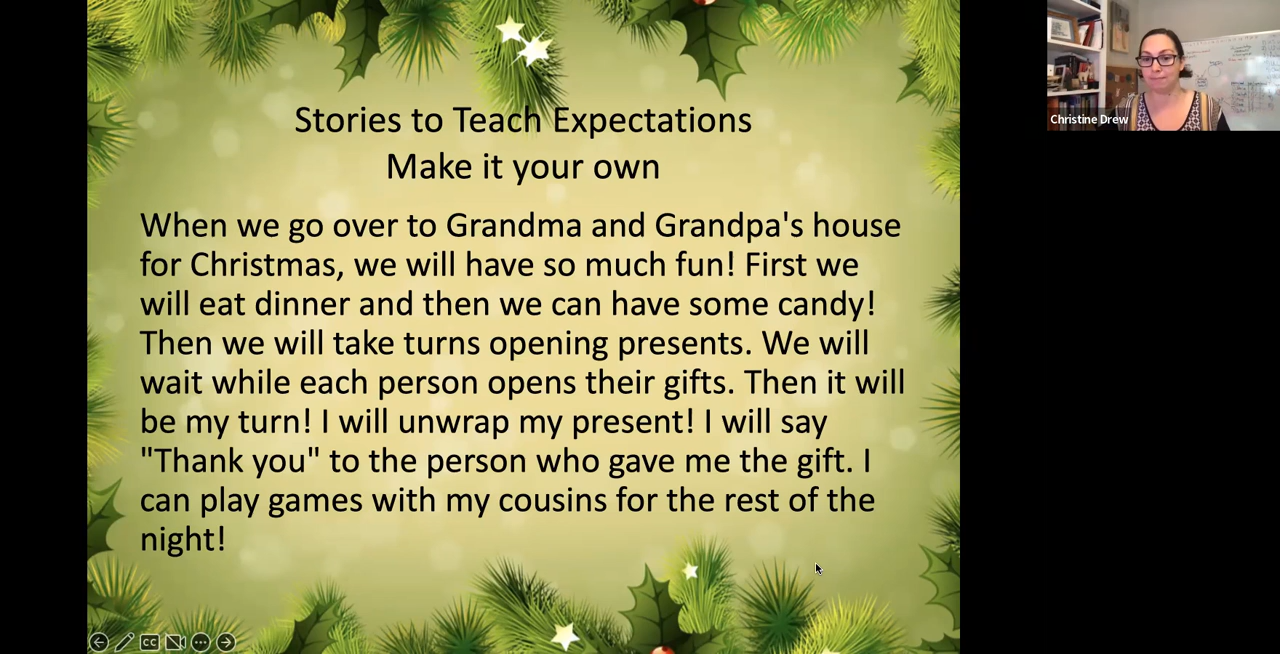 Stories to Teach Expectations
Make it your own
When we go over to Grandma and Grandpa's house
for Christmas, we will have so much fun! First we
will eat dinner and then we can have some candy!
Then we will take turns opening presents. We will
wait while each person opens their gifts. Then it will
be my turn! I will unwrap my present! I will say
"Thank you" to the person who gave me the gift. I
can play games with my cousins for the rest of the
night!
Christine Drew
CC